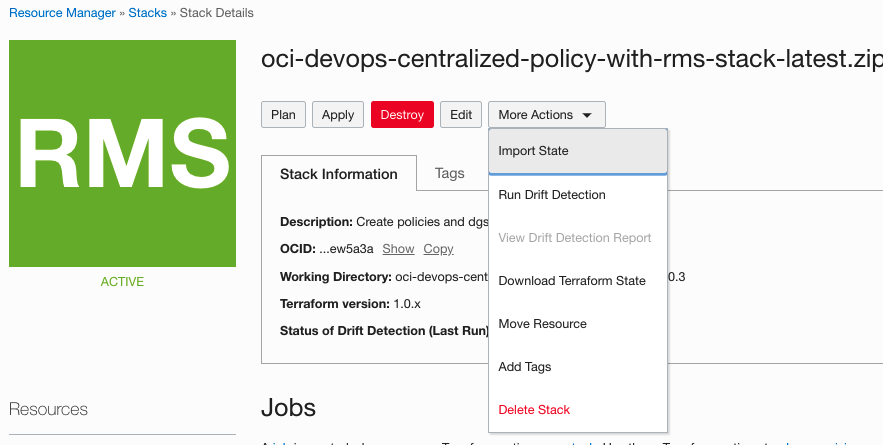 Resource Manager » Stacks » Stack Details
RMS
ACTIVE
oci-devops-centralized-policy-with-rms-stack-latest.zip
Plan
Apply
Destroy
Edit
More Actions
Import State
Run Drift Detection
View Drift Detection Report
Download Terraform State
Move Resource
Add Tags
Delete Stack
Stack Information
Tags
Description: Create policies and dgs
OCID: ...ew5a3a Show Copy
Working Directory: oci-devops-cent 0.3
Terraform version: 1.0.x
Status of Drift Detection (Last Run)
Resources
Jobs